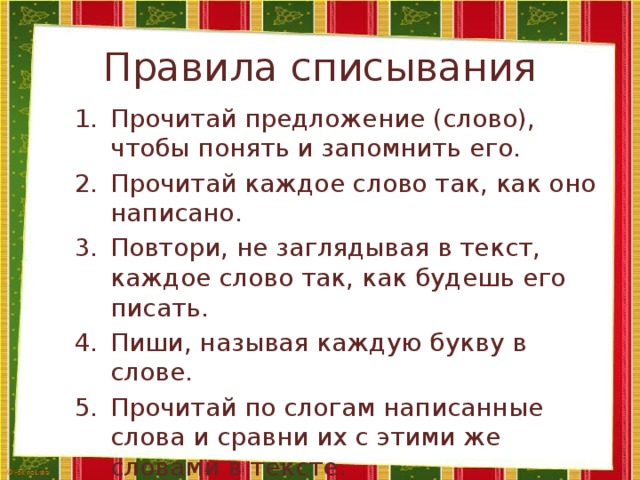 Правила списывания
1. Прочитай предложение (слово),
чтобы понять и запомнить его.
2. Прочитай каждое слово так, как оно
написано.
3. Повтори, не заглядывая в текст,
каждое слово так, как будешь его
писать.
4. Пиши, называя каждую букву в
слове.
5. Прочитай по слогам написанные
слова и сравни их с этими же
словами в тексте.